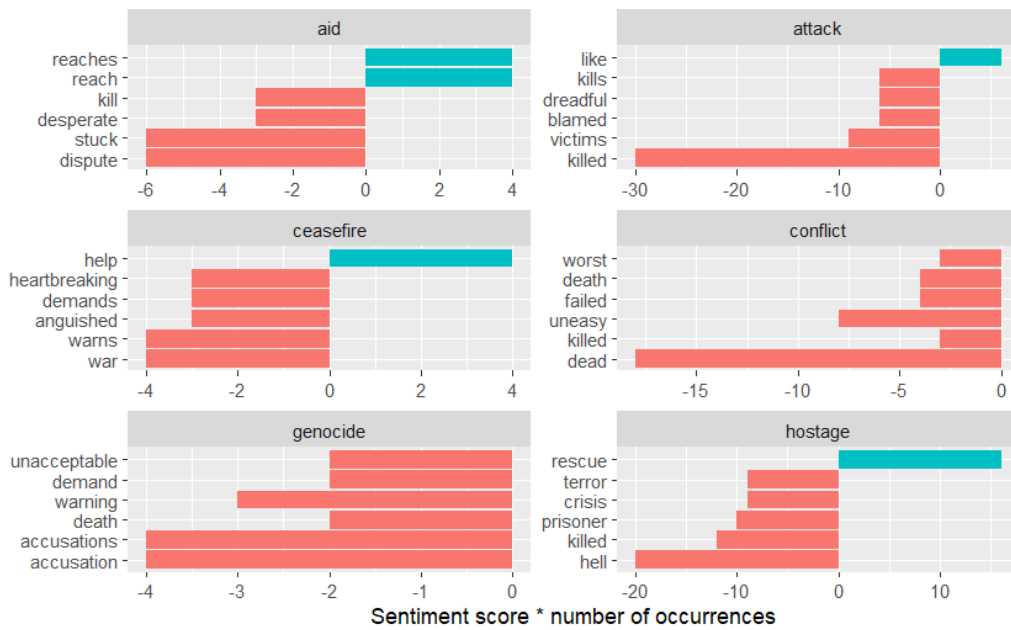 aid
reaches
reach
kill
desperate
stuck
dispute
-6 -4 -2 0 2 4
attack
like
kills
dreadful
blamed
victims
killed
-30 -20 -10 0
ceasefire
help
heartbreaking
demands
anguished
warns
war
-4 -2 0 2 4
conflict
worst
death
failed
uneasy
killed
dead
-15 -10 -5 0
genocide
unacceptable
demand
warning
death
accusations
accusation
-4 -3 -2 -1 0
hostage
rescue
terror
crisis
prisoner
killed
hell
-20 -10 0 10
Sentiment score * number of occurrences